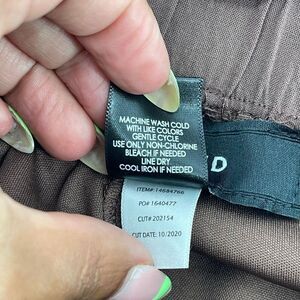 MACHINE WASH COLD
WITH LIKE COLORS
GENTLE CYCLE
USE ONLY NON-CHLORINE
BLEACH IF NEEDED
LINE DRY
COOL IRON IF NEEDED
D
ITEM# 14684766
PO# 1640477
CUT# 202154
CUT DATE: 10/2020